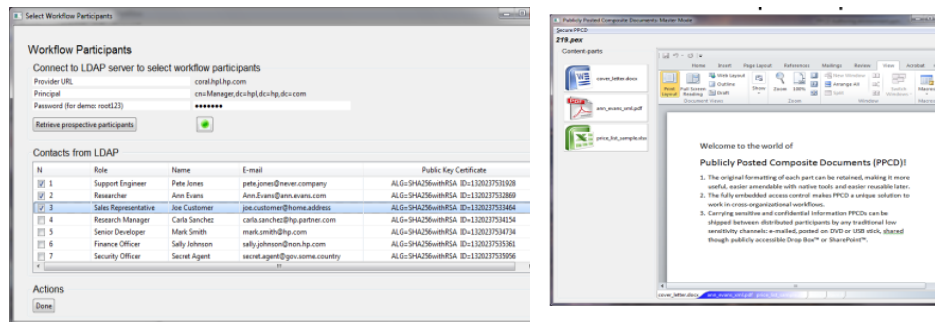 Select Workflow Participants
Workflow Participants
Connect to LDAP server to select workflow participants
Provider URL coral.hpl.hp.com
Principal cn=Manager,dc=hpl,dc=hp,dc=com
Password (for demo: root123) •••••••
Retrieve prospective participants
Contacts from LDAP
N Role Name E-mail Public Key Certificate
1 Support Engineer Pete Jones pete.jones@never.company ALG=SHA256withRSA ID=1320237531928
2 Researcher Ann Evans Ann.Evans@ann.evans.com ALG=SHA256withRSA ID=1320237532869
3 Sales Representative Joe Customer joe.customer@home.address ALG=SHA256withRSA ID=1320237533464
4 Research Manager Carla Sanchez carla.sanchez@hp.partner.com ALG=SHA256withRSA ID=1320237534154
5 Senior Developer Mark Smith mark.smith@hp.com ALG=SHA256withRSA ID=1320237534734
6 Finance Officer Sally Johnson sally.johnson@non.hp.com ALG=SHA256withRSA ID=1320237535361
7 Security Officer Secret Agent secret.agent@gov.some.country ALG=SHA256withRSA ID=1320237535956
Actions
Done
Publicly Posted Composite Documents: Master Mode
Secure PPCD
219.pex
Content-parts
cover_letter.docx
ann_evans_xml.pdf
price_list_sample.xlsx
Home Insert Page Layout References Mailings Review View Acrobat
Print Layout Full Screen Reading Web Layout Outline Draft Show Zoom 100% New Window Arrange All Split Switch Windows Macros
Document Views Zoom Window Macros
Welcome to the world of
Publicly Posted Composite Documents (PPCD)!
1. The original formatting of each part can be retained, making it more
useful, easier amendable with native tools and easier reusable later.
2. The fully embedded access control makes PPCD a unique solution to
work in cross-organizational workflows.
3. Carrying sensitive and confidential information PPCDs can be
shipped between distributed participants by any traditional low
sensitivity channels: e-mailed, posted on DVD or USB stick, shared
though publicly accessible Drop Box™ or SharePoint™.
cover_letter.docx ann_evans_xml.pdf